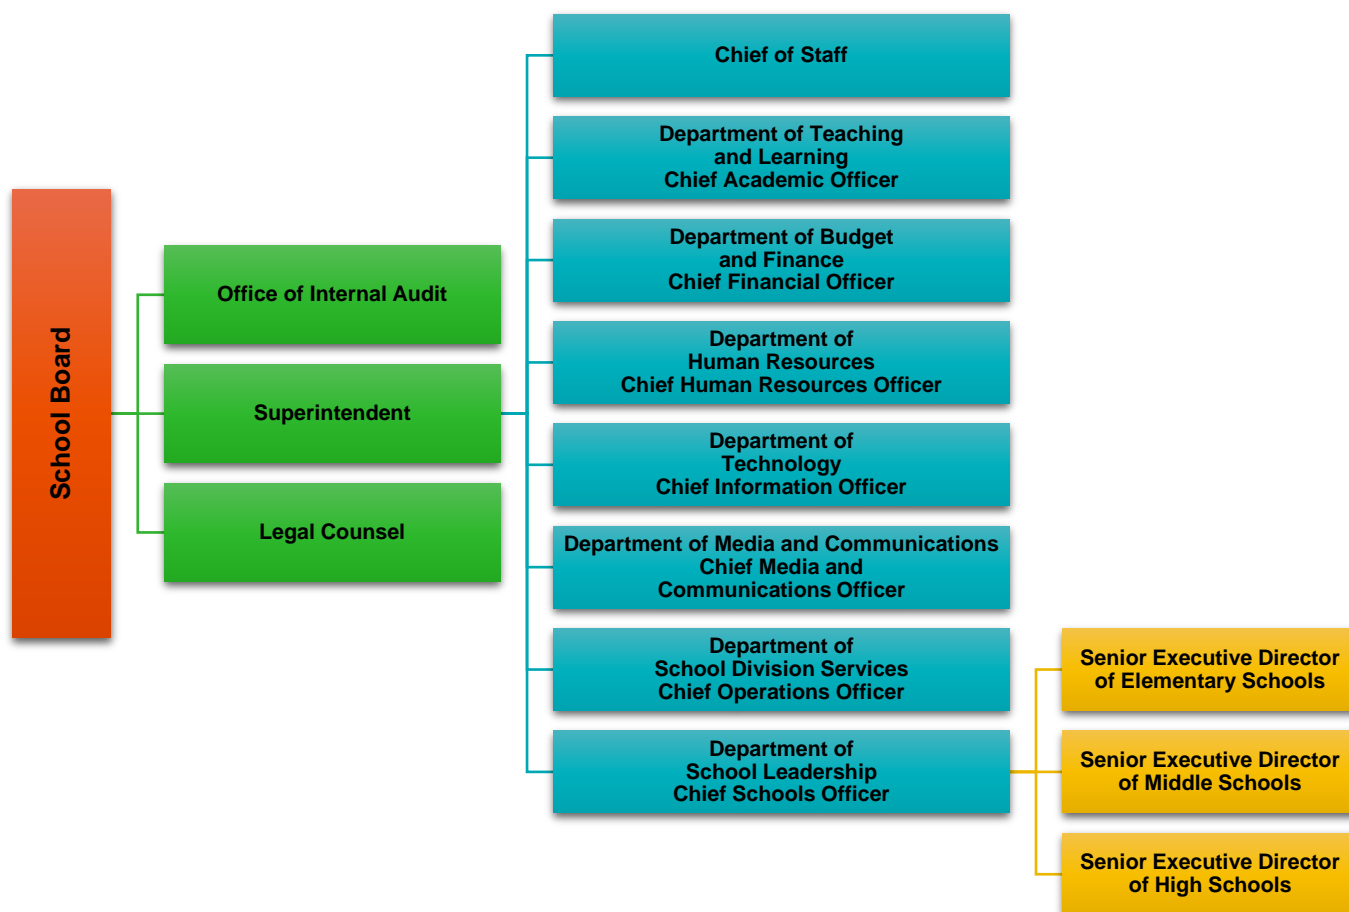 School Board
Office of Internal Audit
Superintendent
Legal Counsel
Chief of Staff
Department of Teaching
and Learning
Chief Academic Officer
Department of Budget
and Finance
Chief Financial Officer
Department of
Human Resources
Chief Human Resources Officer
Department of
Technology
Chief Information Officer
Department of Media and Communications
Chief Media and
Communications Officer
Department of
School Division Services
Chief Operations Officer
Department of
School Leadership
Chief Schools Officer
Senior Executive Director
of Elementary Schools
Senior Executive Director
of Middle Schools
Senior Executive Director
of High Schools